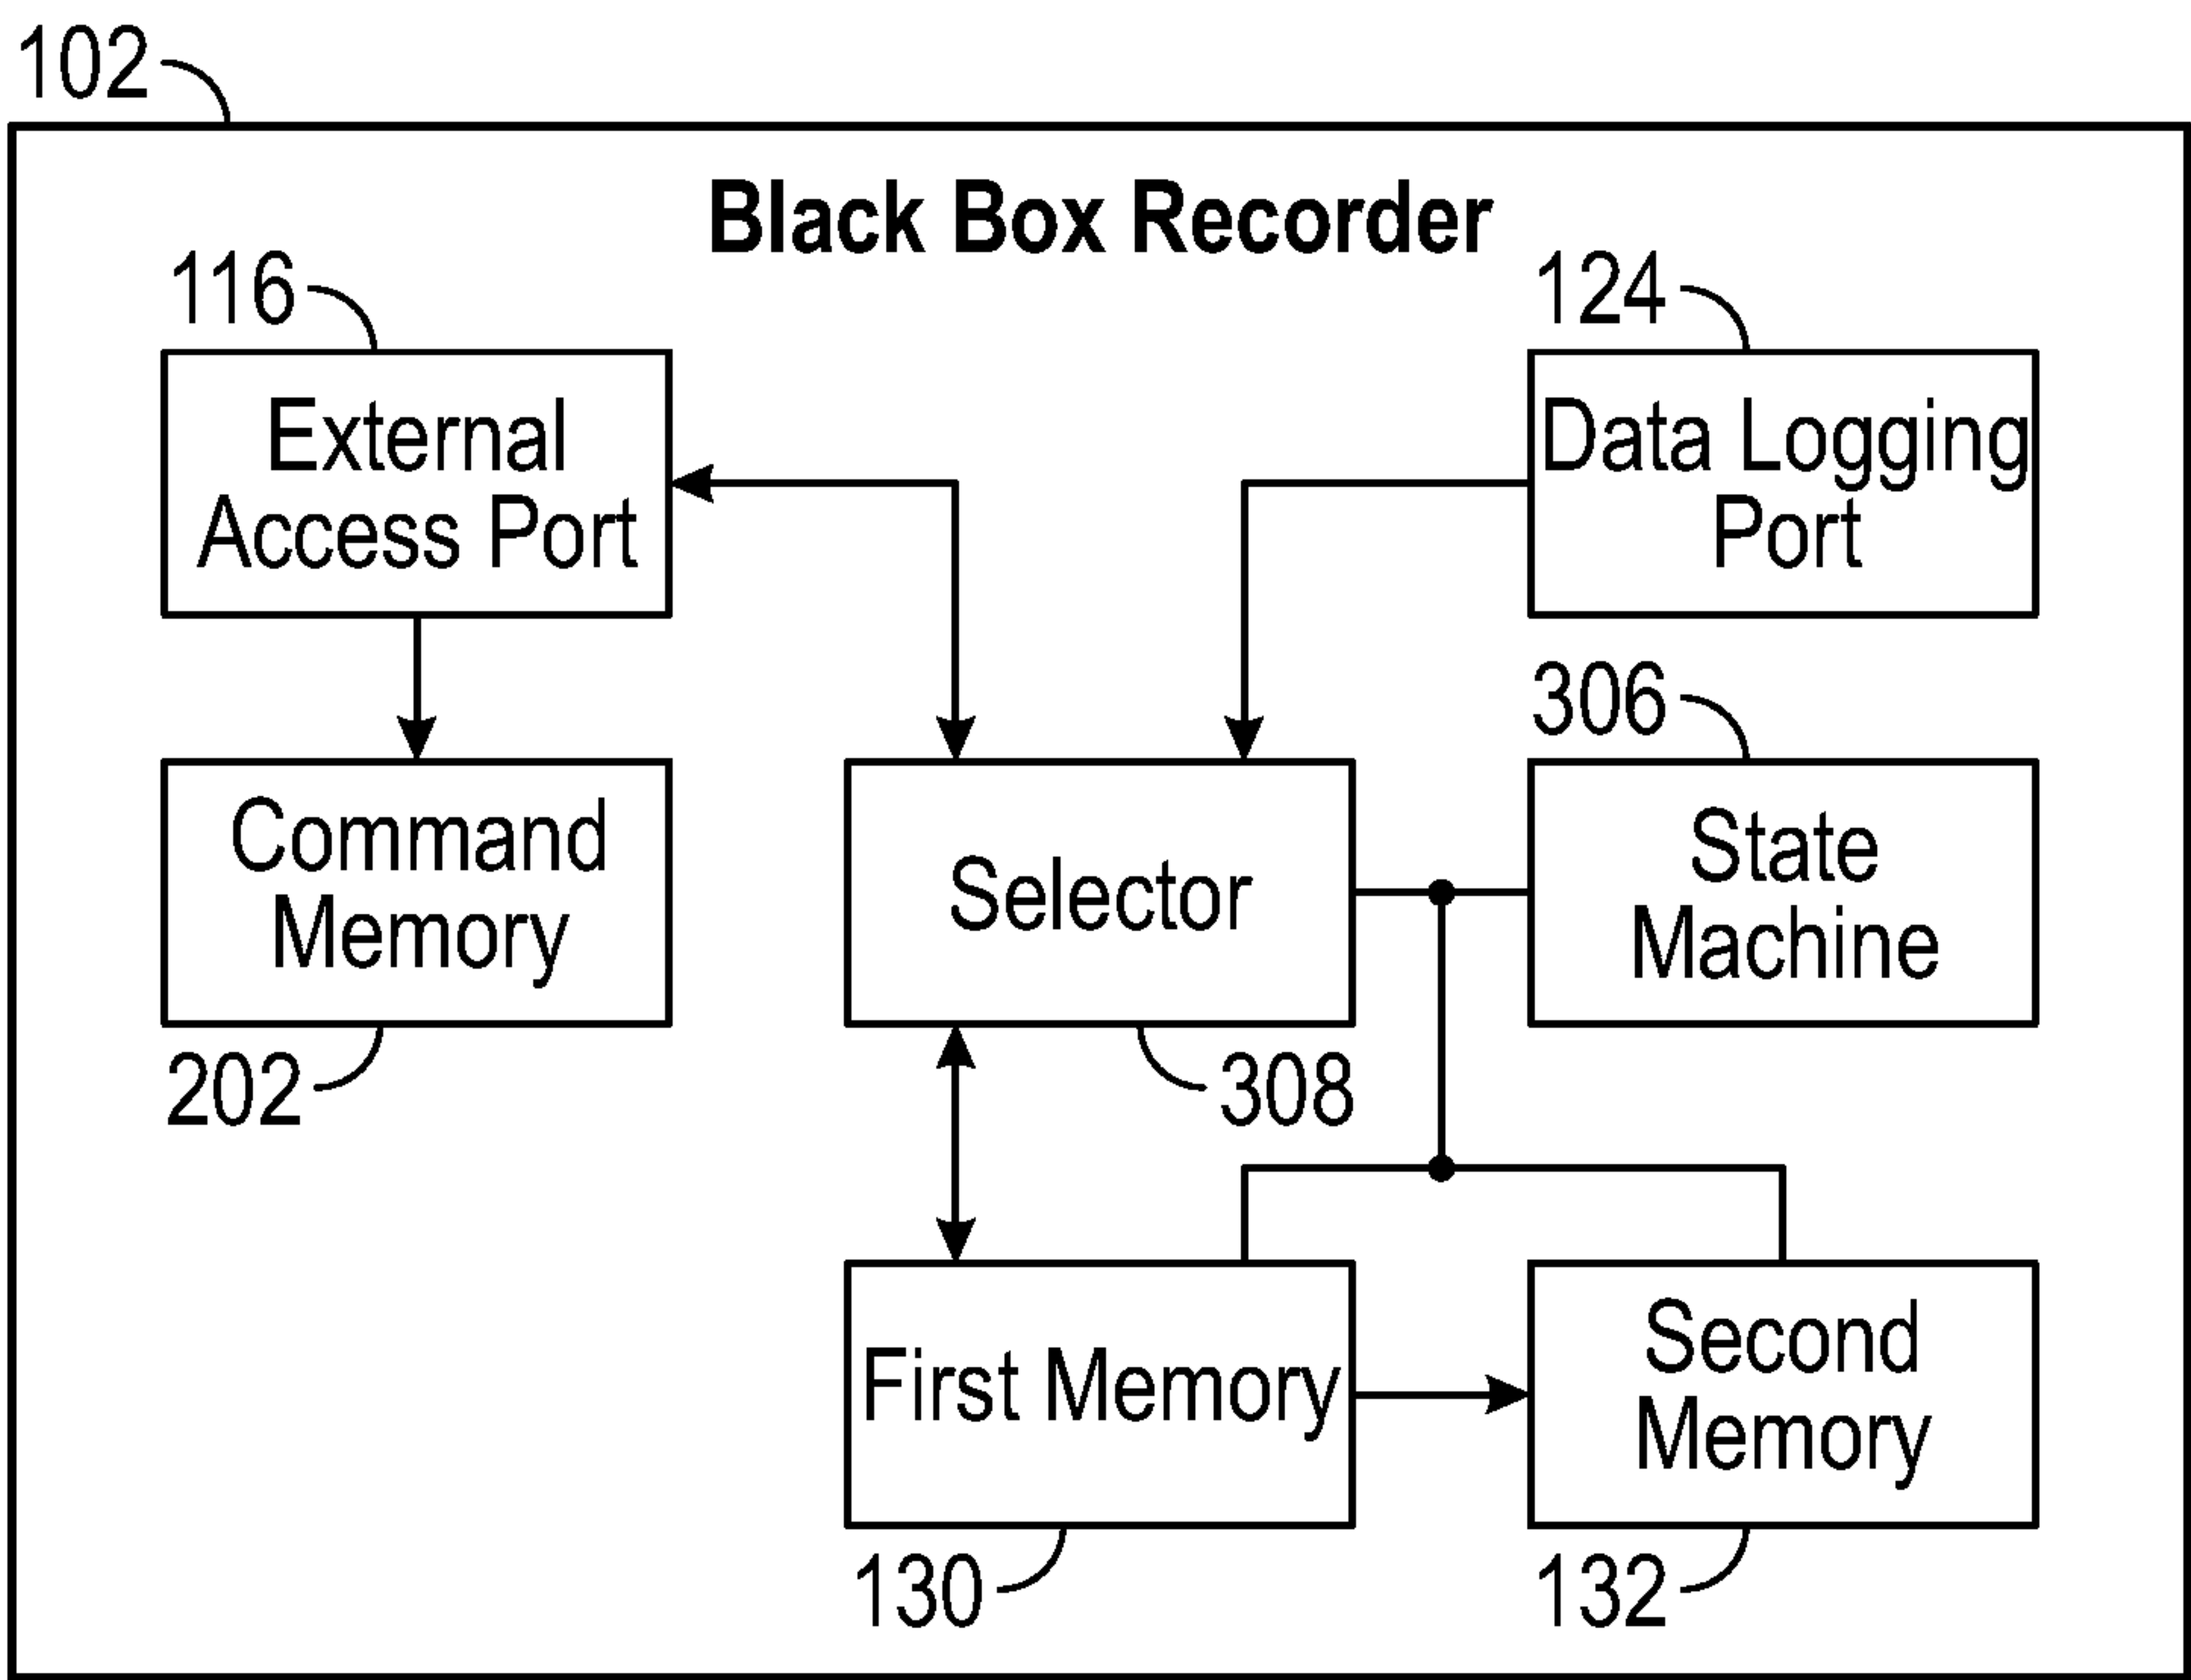 102
Black Box Recorder
116
124
External
Access Port
Data Logging
Port
306
Command
Memory
Selector
State
Machine
202
308
First Memory
Second
Memory
130
132